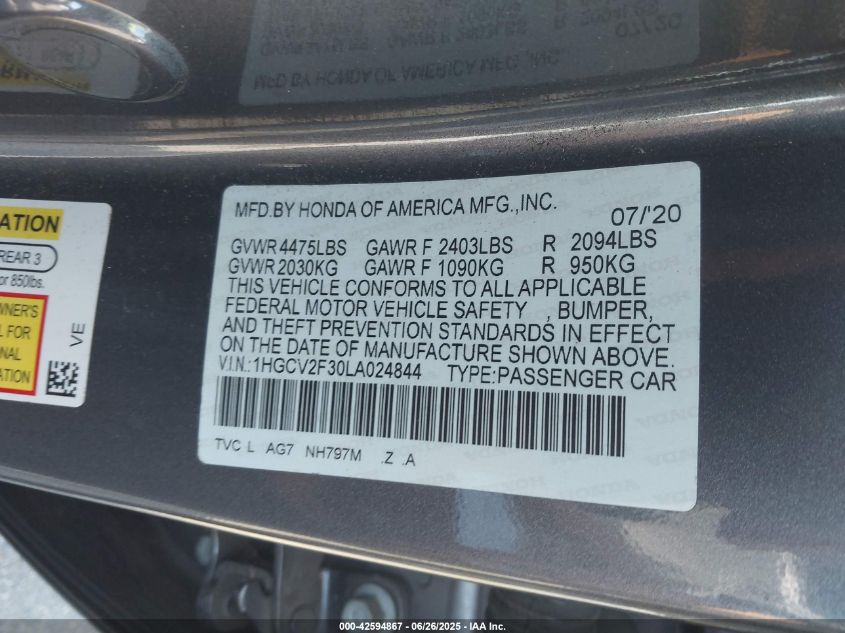 MFD.BY HONDA OF AMERICA MFG.,INC. 07/'20
GVWR 4475LBS GAWR F 2403LBS R 2094LBS
GVWR 2030KG GAWR F 1090KG R 950KG
THIS VEHICLE CONFORMS TO ALL APPLICABLE
FEDERAL MOTOR VEHICLE SAFETY , BUMPER,
AND THEFT PREVENTION STANDARDS IN EFFECT
ON THE DATE OF MANUFACTURE SHOWN ABOVE.
V.I.N.:1HGCV2F30LA024844 TYPE:PASSENGER CAR
TVC L AG7 NH797M .Z .A
REAR 3
or 850lbs.
L FOR
VE
000-42594867 - 06/26/2025 - IAA Inc.